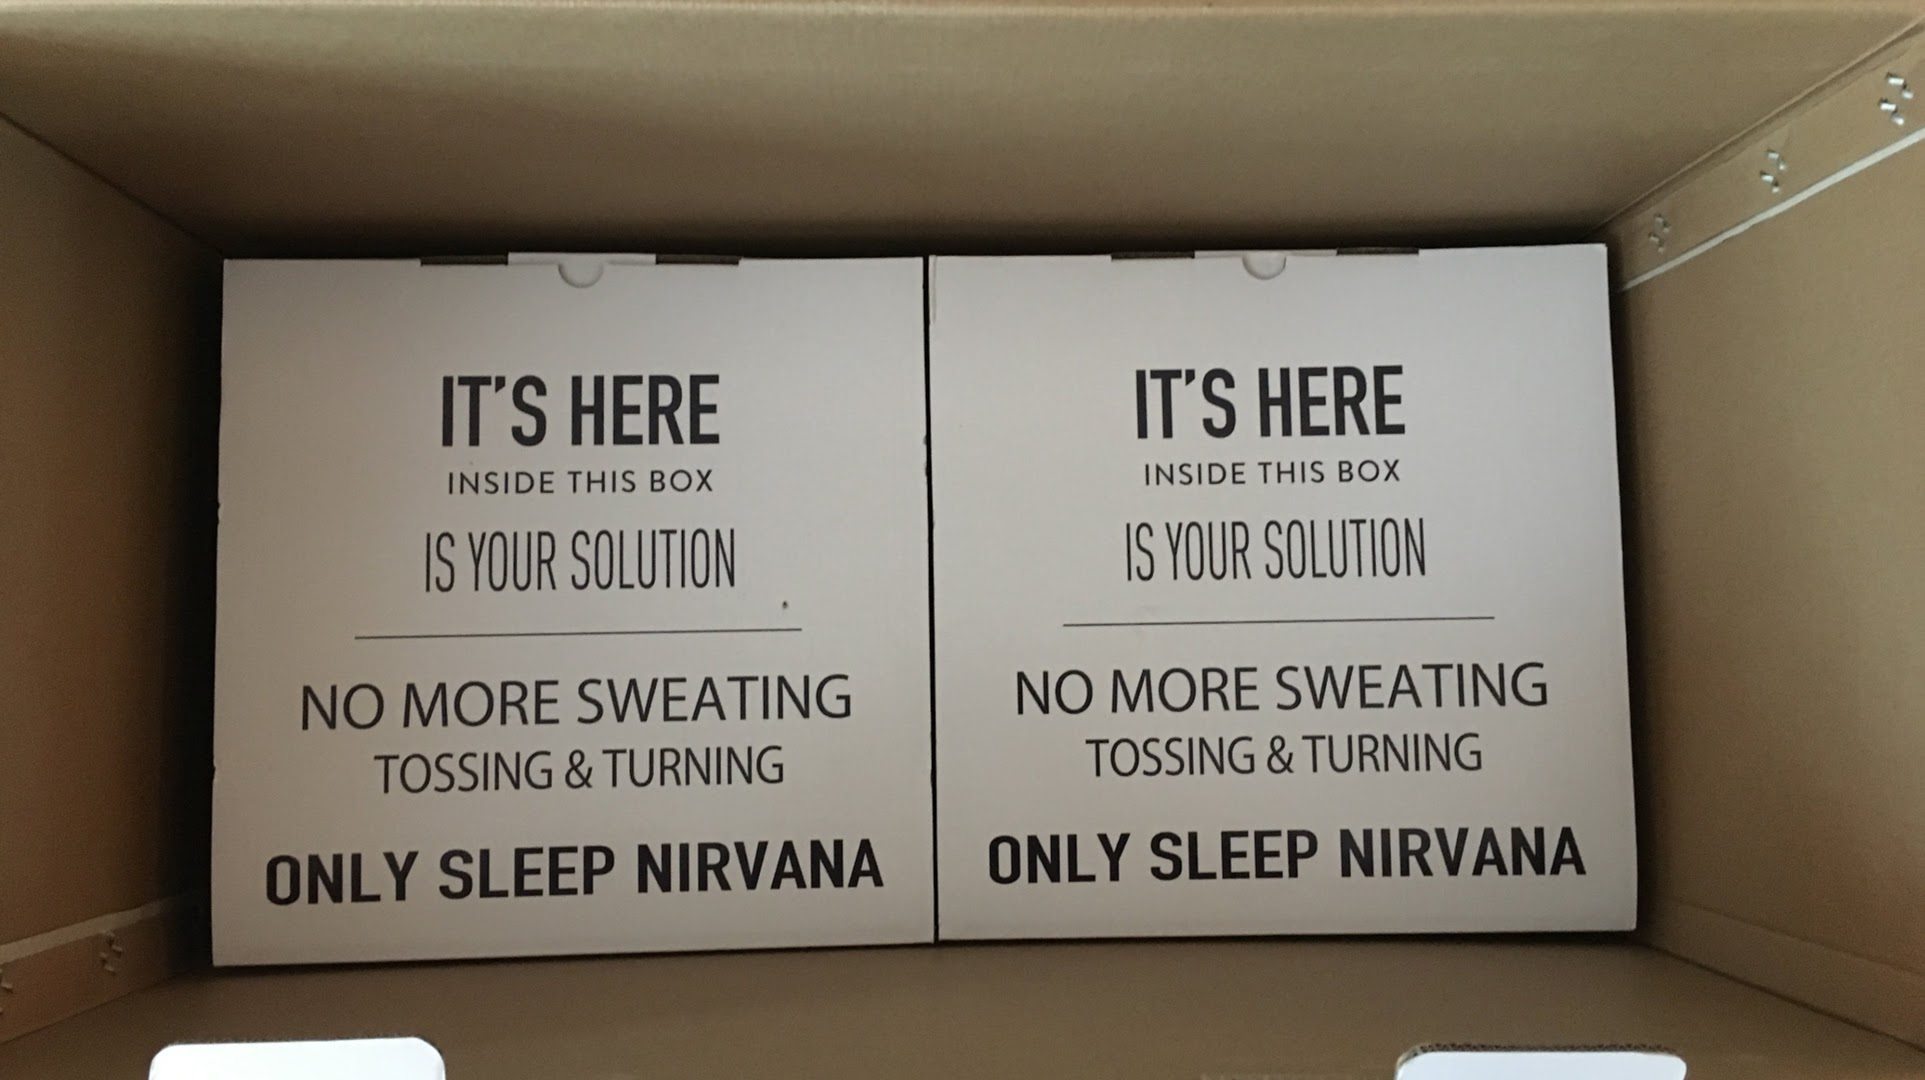 IT'S HERE
INSIDE THIS BOX
IS YOUR SOLUTION
NO MORE SWEATING
TOSSING & TURNING
ONLY SLEEP NIRVANA
IT'S HERE
INSIDE THIS BOX
IS YOUR SOLUTION
NO MORE SWEATING
TOSSING & TURNING
ONLY SLEEP NIRVANA